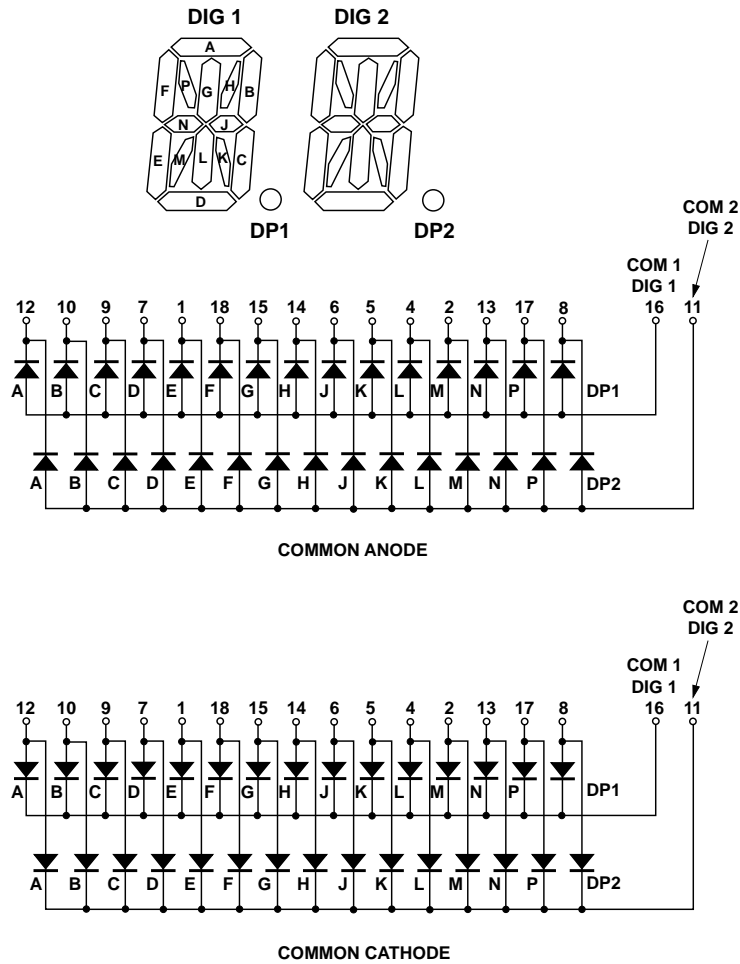 DIG 1 DIG 2
A
F P G H B
N J
E M L K C
D
DP1 DP2
COM 2
DIG 2
COM 1
DIG 1
12 10 9 7 1 18 15 14 6 5 4 2 13 17 8 16 11
A B C D E F G H J K L M N P DP1
A B C D E F G H J K L M N P DP2
COMMON ANODE
COM 2
DIG 2
COM 1
DIG 1
12 10 9 7 1 18 15 14 6 5 4 2 13 17 8 16 11
A B C D E F G H J K L M N P DP1
A B C D E F G H J K L M N P DP2
COMMON CATHODE